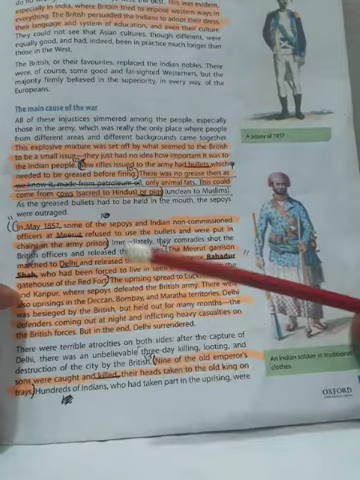 especially in India, where Britain tried to impose western ways in
everything. The British persuaded the Indians to adopt their dress,
their language and system of education, and even their culture.
They could not see that Asian cultures, though different, were
equally good, and had, indeed, been in practice much longer than
those in the West.
The British, or their favourites, replaced the Indian nobles. There
were, of course, some good and far-sighted Westerners, but the
majority firmly believed in the superiority, in every way, of the
Europeans.
The main cause of the war
All of these injustices simmered among the people, especially
those in the army, which was really the only place where people
from different areas and different backgrounds came together.
This explosive mixture was set off by what seemed to the British
to be a small issue they just had no idea how important it was to
the Indian people. New rifles issued to the army had bullets which
needed to be greased before firing. There was no grease then as
we know it, made from petroleum oil, only animal fats. This could
come from cows (sacred to Hindus) or pigs (unclean to Muslims).
As the greased bullets had to be held in the mouth, the sepoys
were outraged.
In May 1857, some of the sepoys and Indian non-commissioned
officers at Meerut refused to use the bullets and were put in
chains in the army prison. Immediately, their comrades shot the
British officers and released the
The Meerut garrison
marched to Delhi and released
Bahadur
Shah, who had been forced to live in
the
gatehouse of the Red Fort. The uprising spread to
and Kanpur, where sepoys defeated the British army. There were
also uprisings in the Deccan, Bombay, and Maratha territories. Delhi
was besieged by the British, but held out for many months—the
defenders coming out at night and inflicting heavy casualties on
the British forces. But in the end, Delhi surrendered.
There were terrible atrocities on both sides: after the capture of
Delhi, there was an unbelievable three-day killing, looting, and
destruction of the city by the British. Nine of the old emperor's
sons were caught and killed, their heads taken to the old king on
trays. Hundreds of Indians, who had taken part in the uprising, were
A sepoy of 1857
An Indian soldier in traditional
clothes
OXFORD